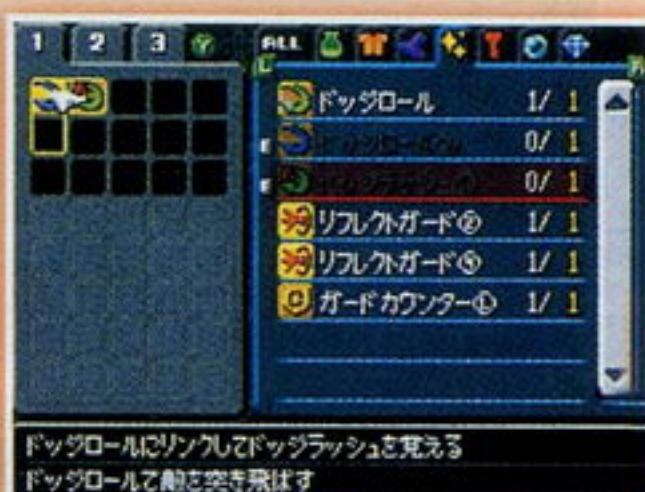 1 2 3 ALL
L R
ドッジロール 1/ 1
E 0/ 1
E 0/ 1
リフレクトガード② 1/ 1
リフレクトガード④ 1/ 1
ガードカウンターⓁ 1/ 1
ドッジロールにリンクしてドッジラッシュを覚える
ドッジロールで敵を突き飛ばす